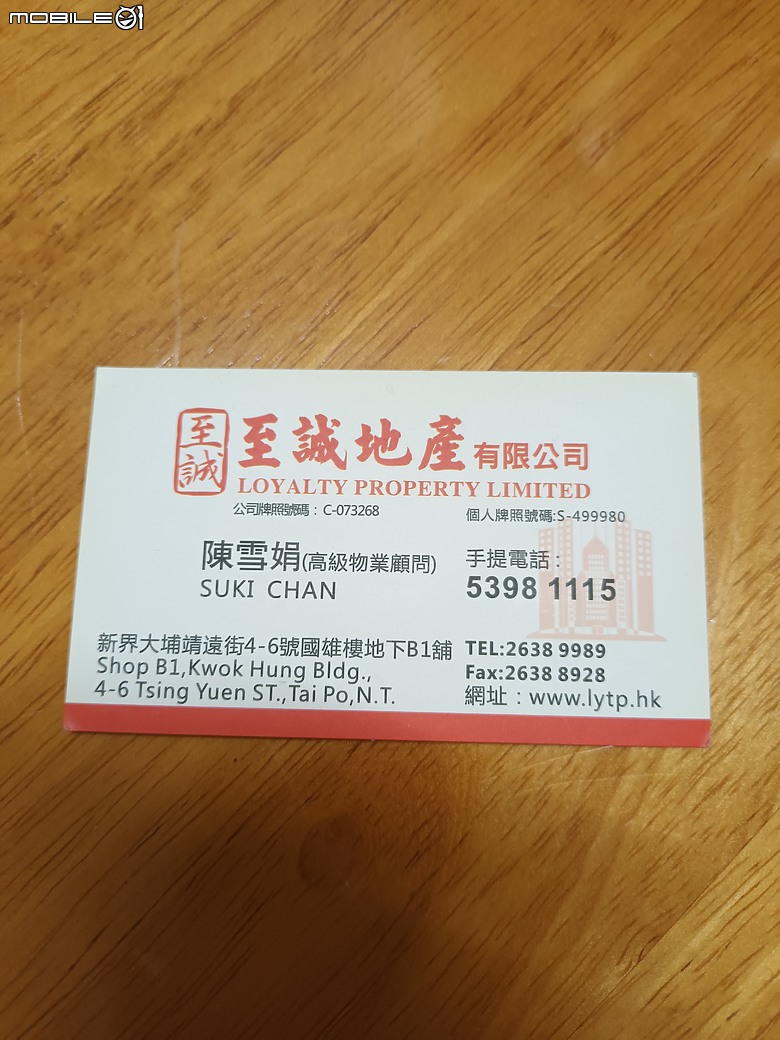 MOBILE01
至誠
至誠地產有限公司
LOYALTY PROPERTY LIMITED
公司牌照號碼：C-073268
個人牌照號碼:S-499980
陳雪娟(高級物業顧問)
SUKI CHAN
手提電話：
5398 1115
新界大埔靖遠街4-6號國雄樓地下B1舖
Shop B1,Kwok Hung Bldg.,
4-6 Tsing Yuen ST.,Tai Po,N.T.
TEL:2638 9989
Fax:2638 8928
網址：www.lytp.hk